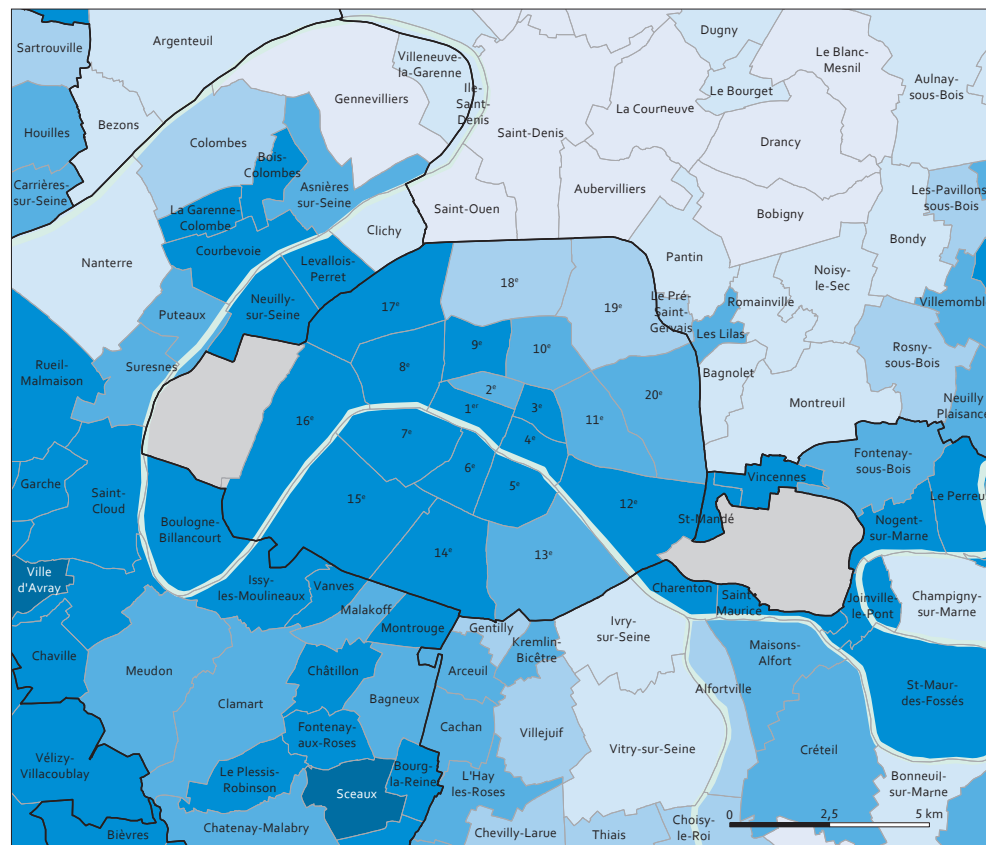 Sartrouville
Argenteuil
Dugny
Villeneuve-
la-Garenne
Le Blanc-
Mesnil
Aulnay-
sous-Bois
Gennevilliers
Ile-
Saint-
Denis
Le Bourget
La Courneuve
Houilles
Bezons
Saint-Denis
Drancy
Colombes
Bois-
Colombes
Carrières-
sur-Seine
Asnières
sur-Seine
Aubervilliers
Les-Pavillons
sous-Bois
La Garenne-
Colombe
Saint-Ouen
Bobigny
Clichy
Bondy
Courbevoie
Nanterre
Levallois-
Perret
Pantin
Noisy-
le-Sec
18e
Neuilly-
sur-Seine
17e
19e
Le Pré-
Saint-
Gervais
Romainville
Villemomble
Puteaux
Les Lilas
9e
10e
Rosny-
sous-Bois
Rueil-
Malmaison
Suresnes
8e
Bagnolet
2e
20e
Montreuil
Neuilly
Plaisance
1er
3e
16e
11e
7e
4e
Fontenay-
sous-Bois
6e
Vincennes
Garche
Saint-
Cloud
5e
15e
12e
Le Perreux
Boulogne-
Billancourt
St-Mandé
Nogent-
sur-Marne
14e
13e
Ville
d'Avray
Issy-
les-Moulineaux
Vanves
Charenton
Saint-
Maurice
Joinville-
le-Pont
Champigny-
sur-Marne
Malakoff
Montrouge
Gentilly
Ivry-
sur-Seine
Kremlin-
Bicêtre
Maisons-
Alfort
Chaville
Meudon
Châtillon
Arceuil
Alfortville
St-Maur-
des-Fossés
Clamart
Bagneux
Cachan
Villejuif
Fontenay-
aux-Roses
Vitry-sur-Seine
Créteil
Vélizy-
Villacoublay
Le Plessis-
Robinson
Bourg-
la-Reine
L'Hay
les-Roses
Bonneuil-
sur-Marne
Sceaux
Bièvres
Chatenay-Malabry
Chevilly-Larue
Thiais
Choisy-
le-Roi
0 2,5 5 km